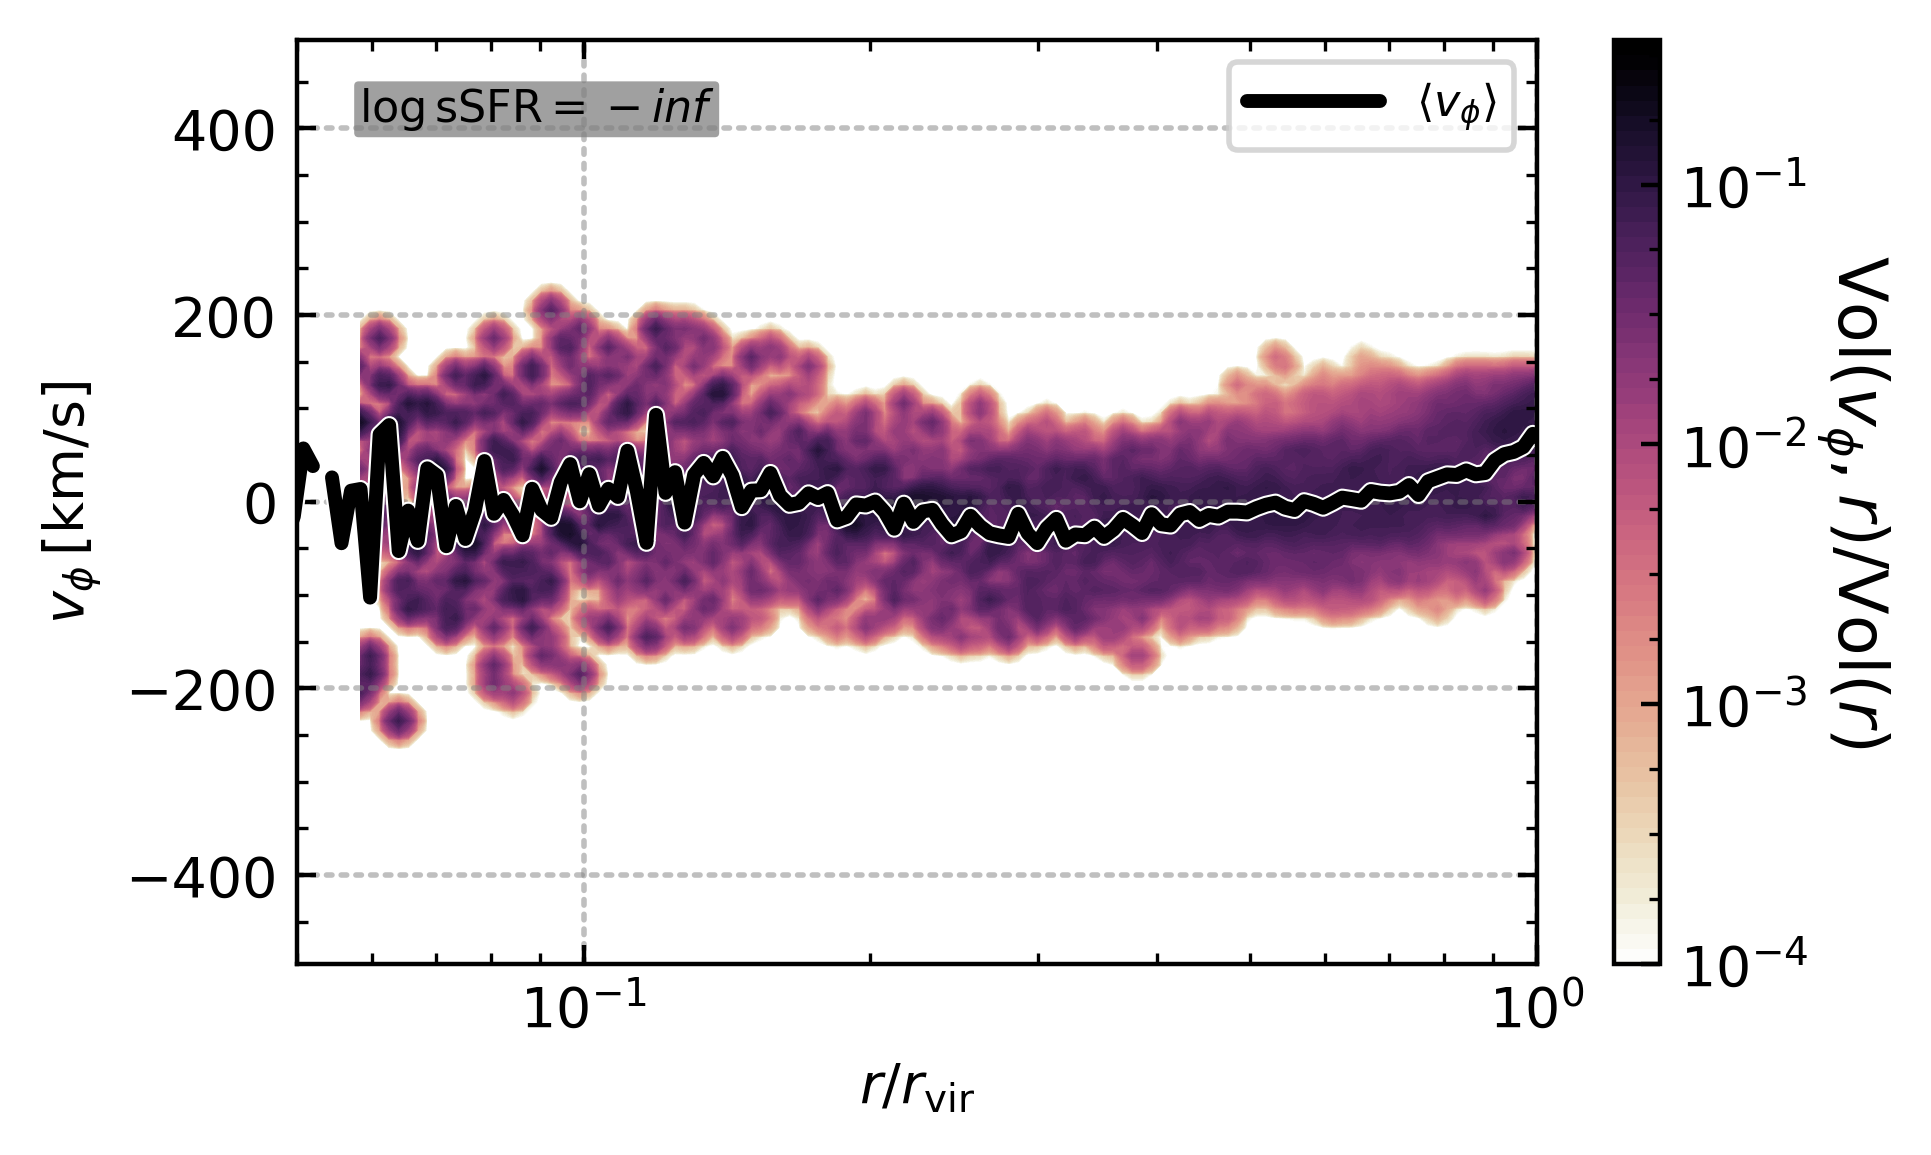 log sSFR = −inf
⟨v_ϕ⟩
400
200
0
−200
−400
v_ϕ [km/s]
10^−1
10^0
r/r_vir
10^−1
10^−2
10^−3
10^−4
Vol(v_ϕ, r)/Vol(r)